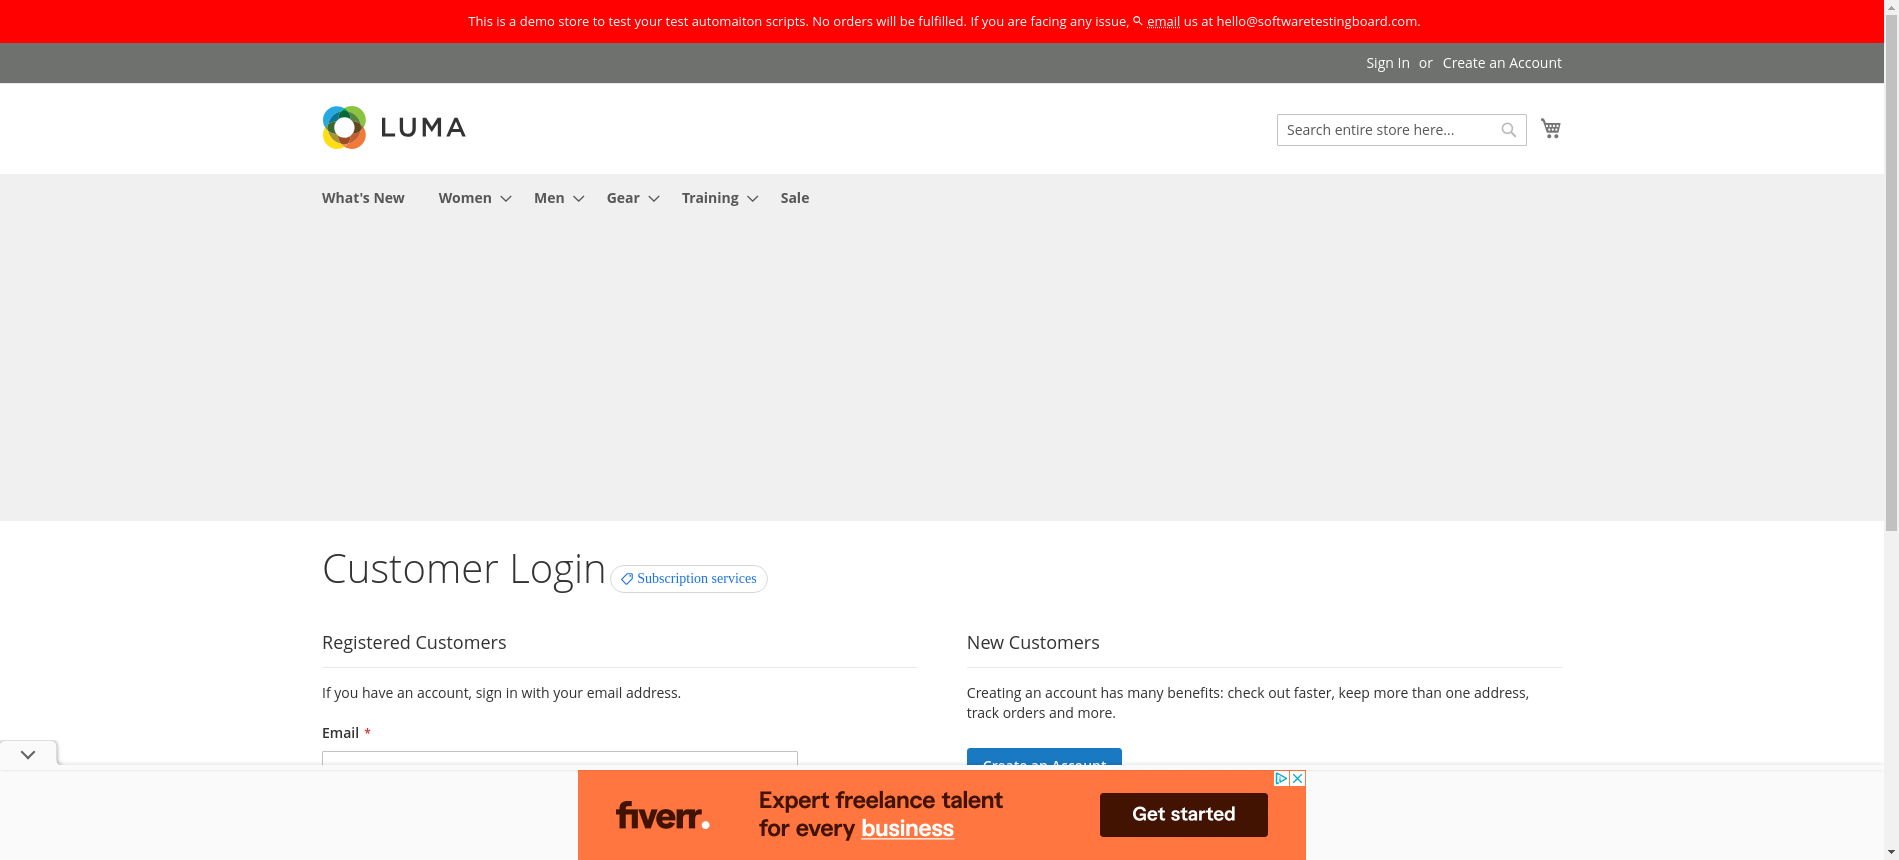 This is a demo store to test your test automaiton scripts. No orders will be fulfilled. If you are facing any issue, email us at hello@softwaretestingboard.com.
Sign In or Create an Account
LUMA
Search entire store here...
What's New Women Men Gear Training Sale
Customer Login
Subscription services
Registered Customers
If you have an account, sign in with your email address.
Email *
New Customers
Creating an account has many benefits: check out faster, keep more than one address,
track orders and more.
Create an Account
fiverr.
Expert freelance talent
for every business
Get started